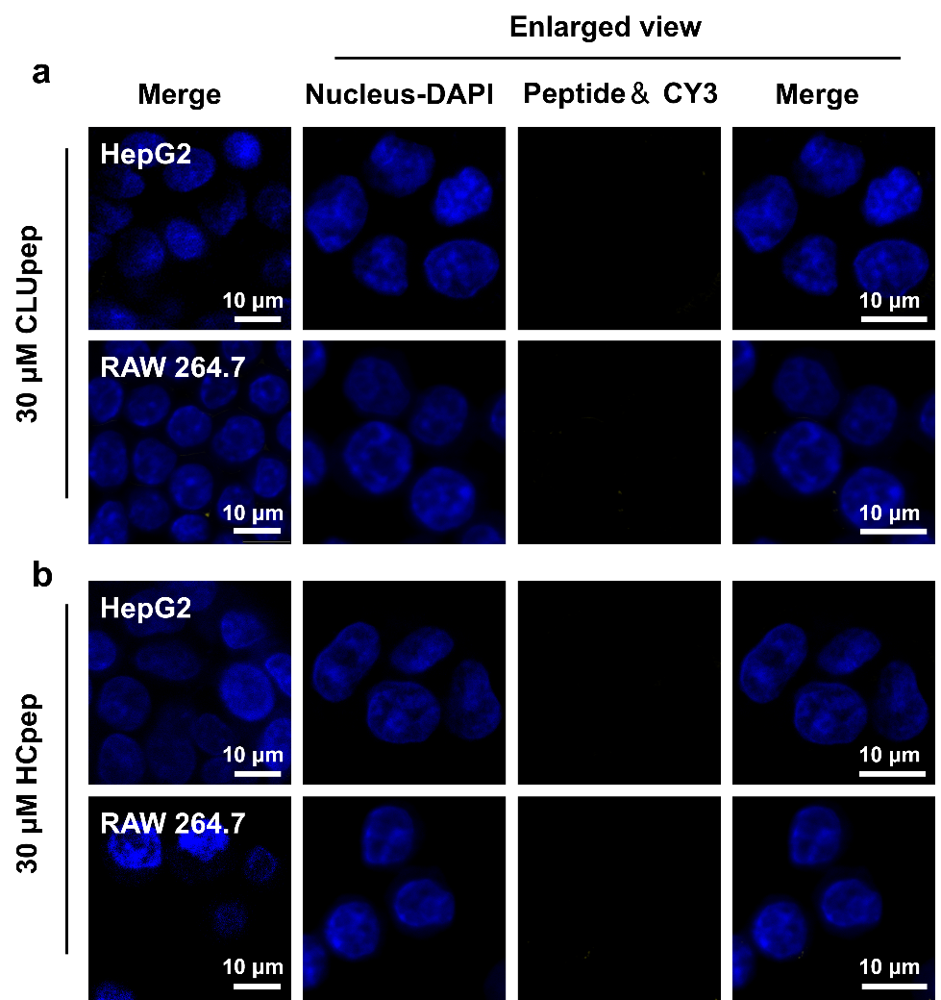 Enlarged view
a
Merge
Nucleus-DAPI
Peptide & CY3
Merge
30 μM CLUpep
HepG2
10 μm
10 μm
RAW 264.7
10 μm
10 μm
b
30 μM HCpep
HepG2
10 μm
10 μm
RAW 264.7
10 μm
10 μm